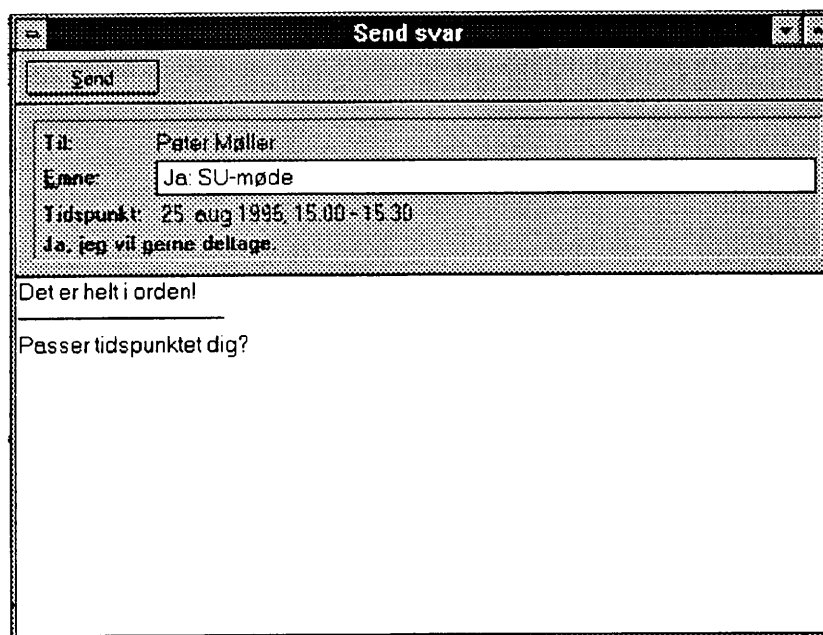 Send svar
Send
Til: Peter Møller
Emne: Ja: SU-møde
Tidspunkt: 25. aug 1995, 15.00 - 15.30
Ja, jeg vil gerne deltage.
Det er helt i orden!
Passer tidspunktet dig?